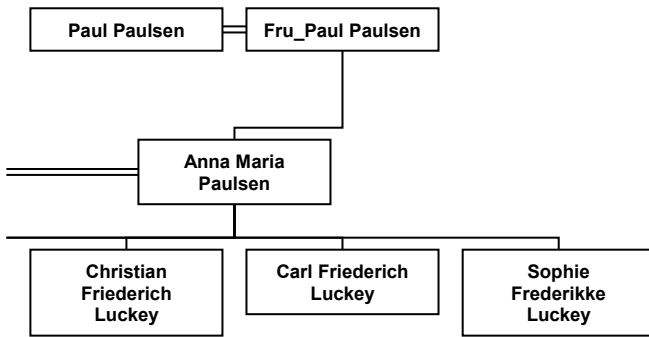 Paul Paulsen
Fru_Paul Paulsen
Anna Maria
Paulsen
Christian
Friederich
Luckey
Carl Friederich
Luckey
Sophie
Frederikke
Luckey